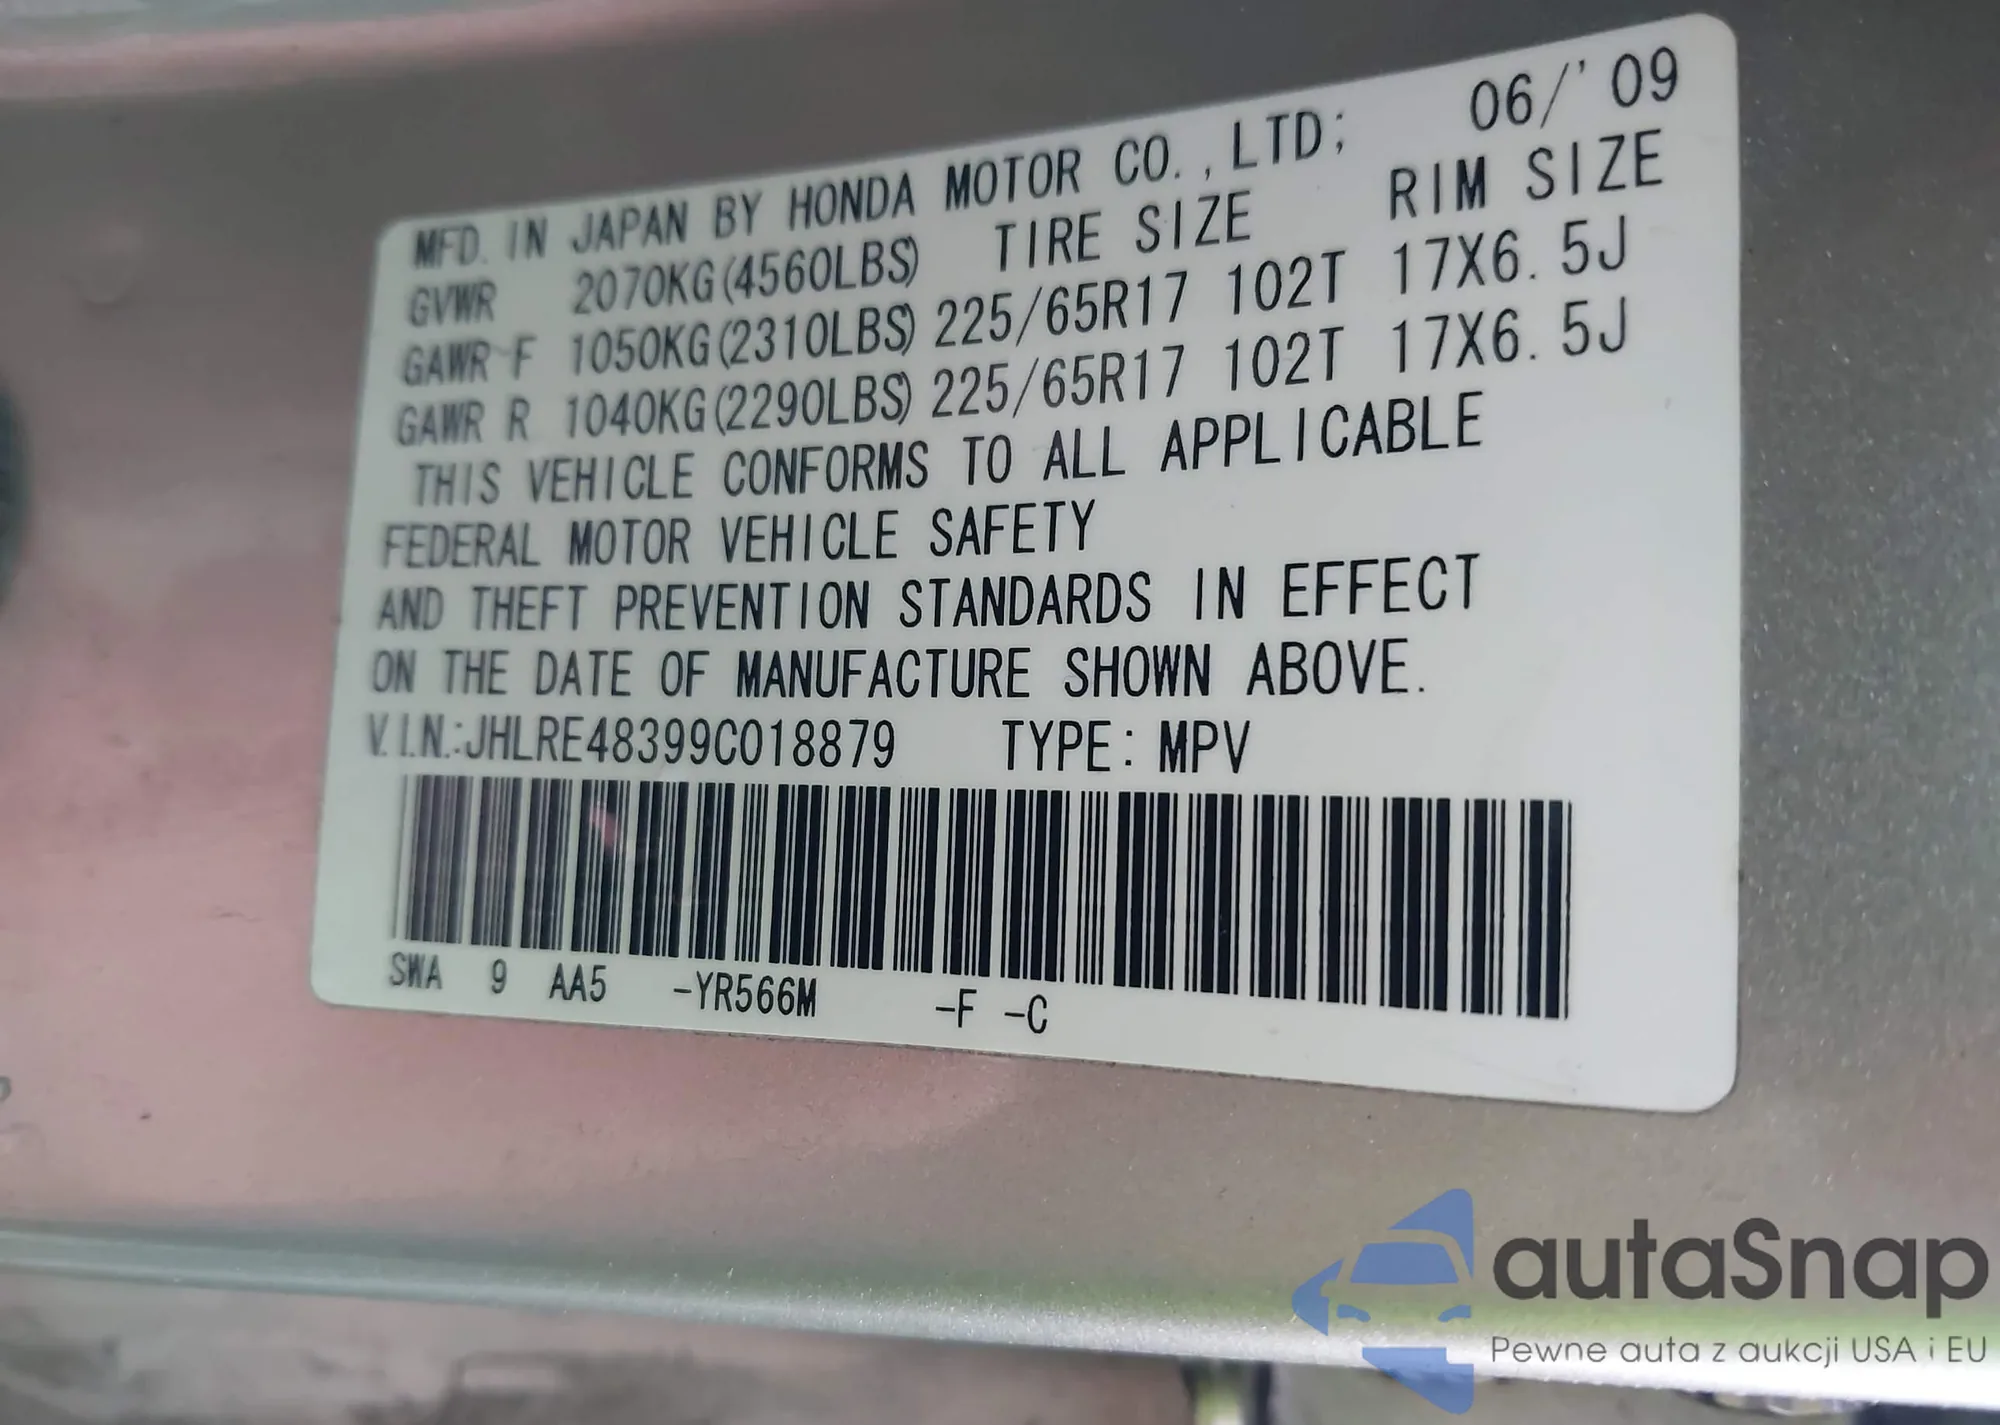 06/'09
MFD. IN JAPAN BY HONDA MOTOR CO.,LTD;
GVWR 2070KG(4560LBS) TIRE SIZE RIM SIZE
GAWR F 1050KG(2310LBS) 225/65R17 102T 17X6.5J
GAWR R 1040KG(2290LBS) 225/65R17 102T 17X6.5J
THIS VEHICLE CONFORMS TO ALL APPLICABLE
FEDERAL MOTOR VEHICLE SAFETY
AND THEFT PREVENTION STANDARDS IN EFFECT
ON THE DATE OF MANUFACTURE SHOWN ABOVE.
V.I.N.:JHLRE48399C018879 TYPE: MPV
SWA 9 AA5 -YR566M -F -C
autaSnap
Pewne auta z aukcji USA i EU